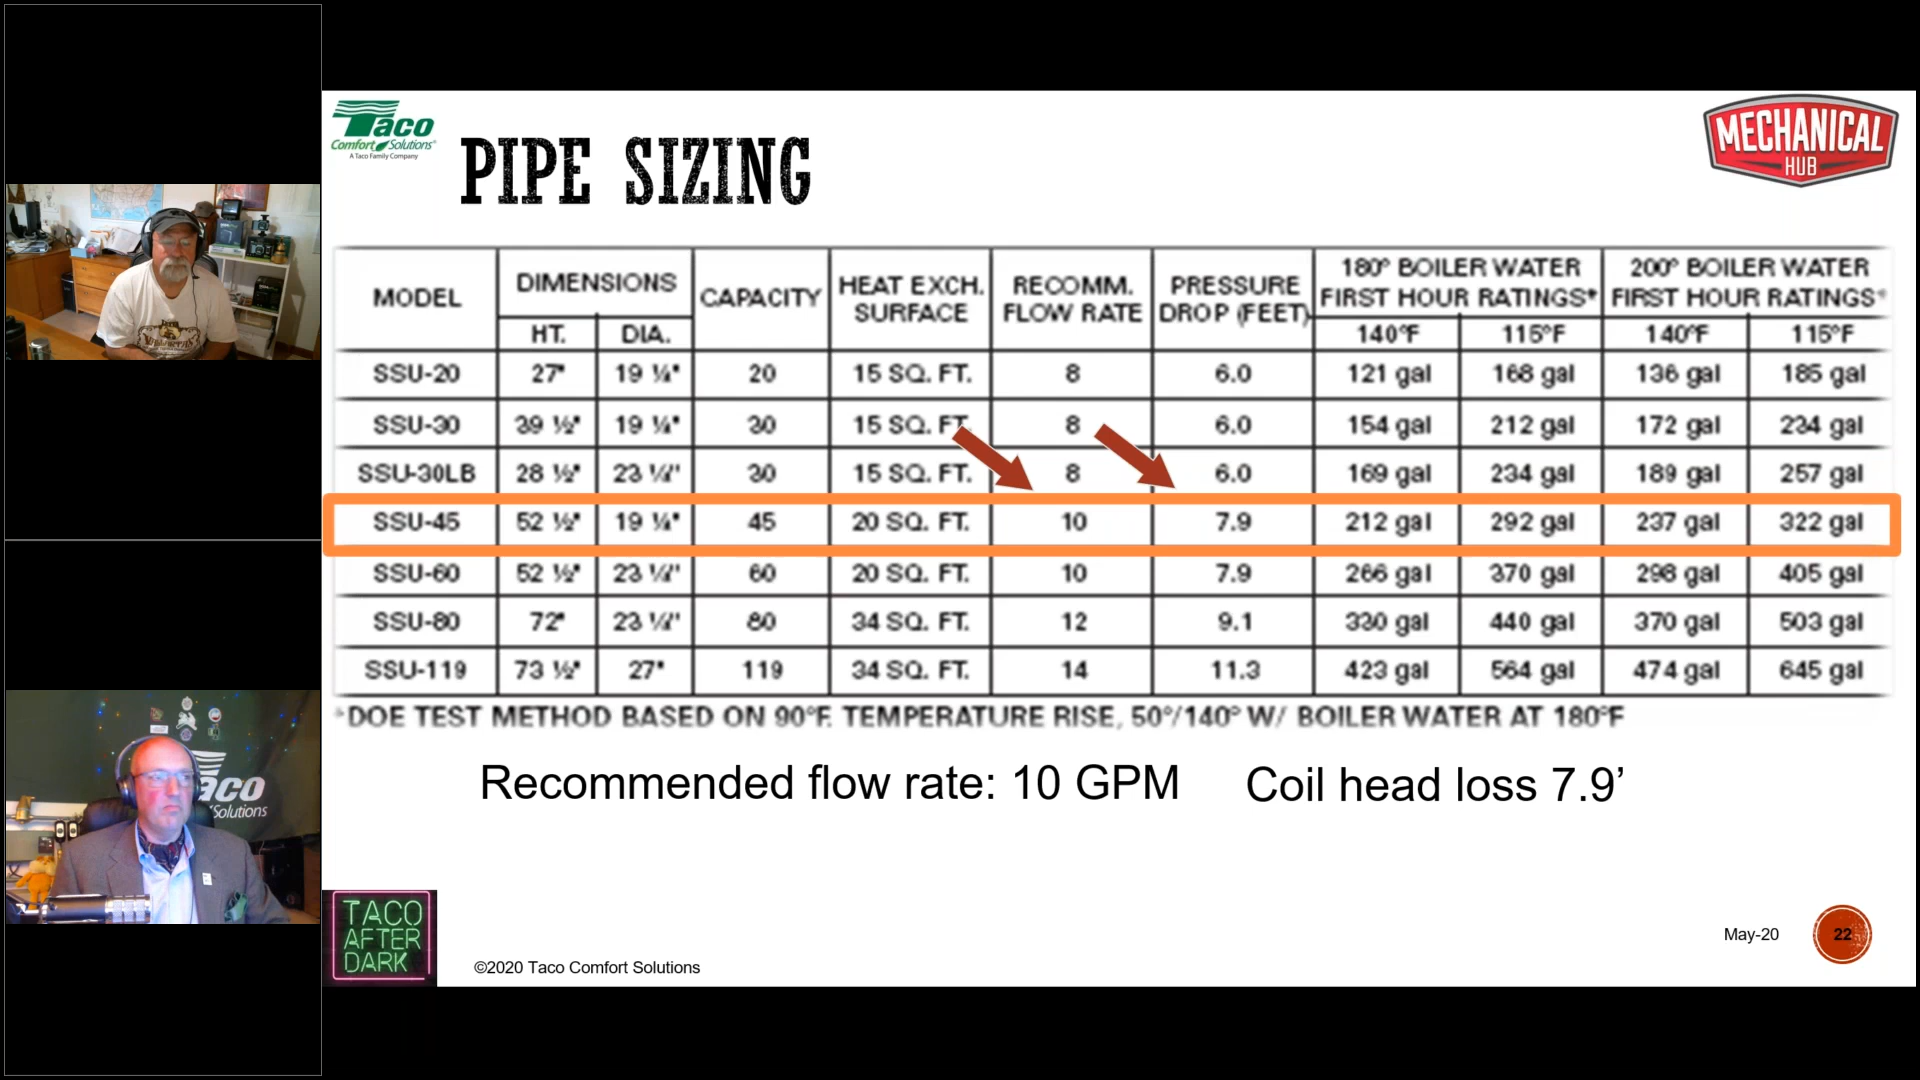 Taco
Comfort Solutions®
A Taco Family Company
PIPE SIZING
MECHANICAL
HUB
MODEL DIMENSIONS CAPACITY HEAT EXCH. SURFACE RECOMM. FLOW RATE PRESSURE DROP (FEET) 180° BOILER WATER FIRST HOUR RATINGS* 200° BOILER WATER FIRST HOUR RATINGS*
HT. DIA. 140°F 115°F 140°F 115°F
SSU-20 27" 19 ¼" 20 15 SQ. FT. 8 6.0 121 gal 168 gal 136 gal 185 gal
SSU-30 39 ½" 19 ¼" 30 15 SQ. FT. 8 6.0 154 gal 212 gal 172 gal 234 gal
SSU-30LB 28 ½" 23 ¼" 30 15 SQ. FT. 8 6.0 169 gal 234 gal 189 gal 257 gal
SSU-45 52 ½" 19 ¼" 45 20 SQ. FT. 10 7.9 212 gal 292 gal 237 gal 322 gal
SSU-60 52 ½" 23 ¼" 60 20 SQ. FT. 10 7.9 266 gal 370 gal 298 gal 405 gal
SSU-80 72" 23 ¼" 80 34 SQ. FT. 12 9.1 330 gal 440 gal 370 gal 503 gal
SSU-119 73 ½" 27" 119 34 SQ. FT. 14 11.3 423 gal 564 gal 474 gal 645 gal
*DOE TEST METHOD BASED ON 90°F. TEMPERATURE RISE, 50°/140° W/ BOILER WATER AT 180°F
Recommended flow rate: 10 GPM Coil head loss 7.9’
TACO
AFTER
DARK
©2020 Taco Comfort Solutions
May-20
22
aco
Solutions